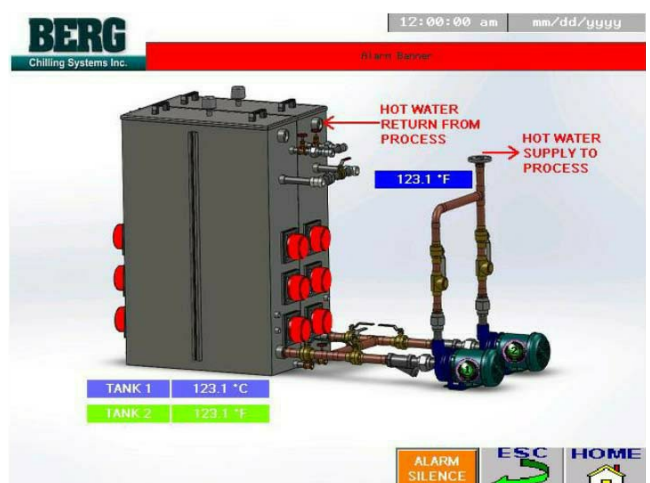 12:00:00 am mm/dd/yyyy
BERG
Chilling Systems Inc.
Alarm Banner
HOT WATER
RETURN FROM
PROCESS
HOT WATER
SUPPLY TO
PROCESS
123.1 °F
TANK 1 123.1 °C
TANK 2 123.1 °F
ALARM
SILENCE
ESC
HOME